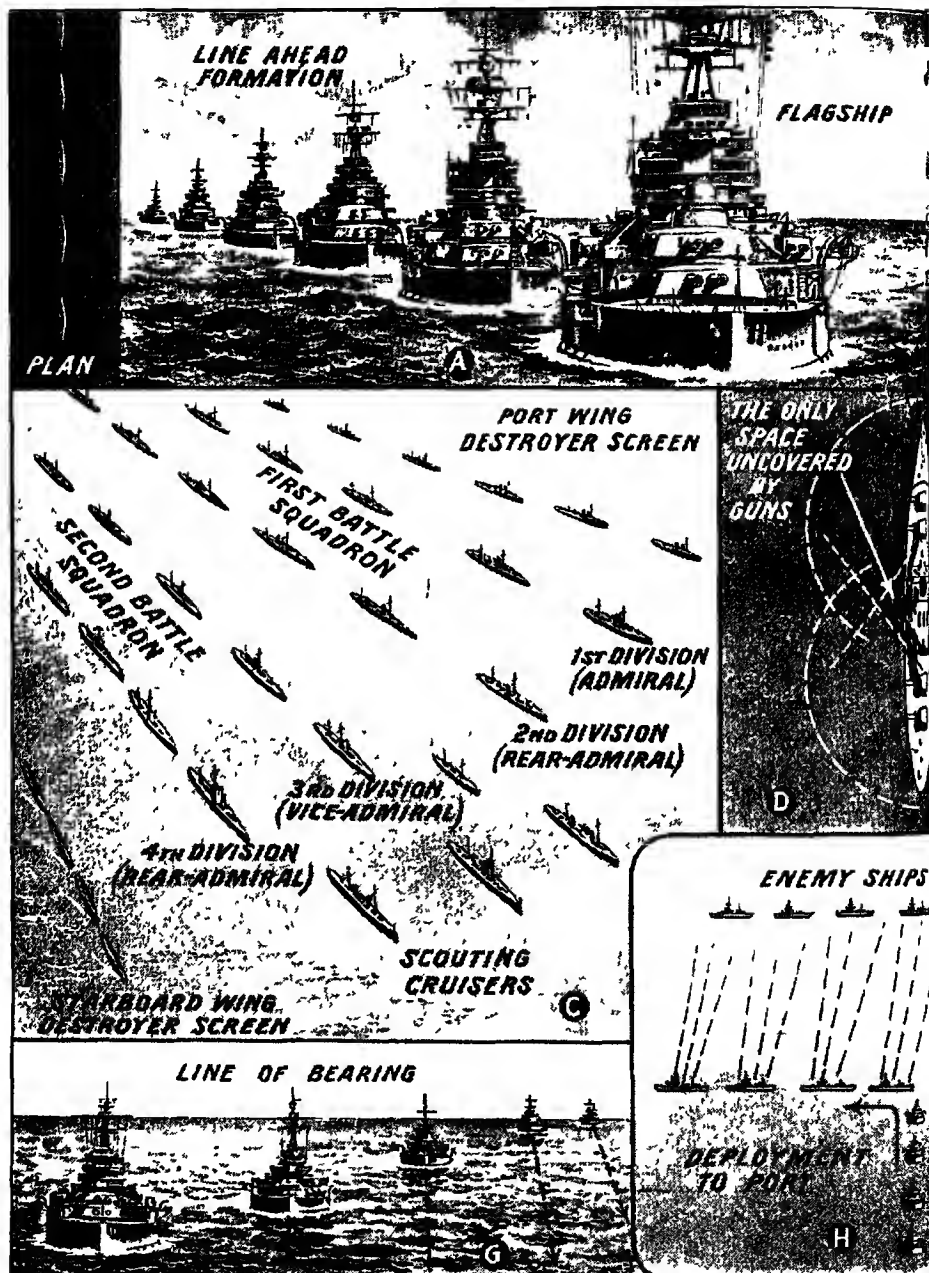 LINE AHEAD
FORMATION
FLAGSHIP
PLAN
A
PORT WING
DESTROYER SCREEN
FIRST BATTLE
SQUADRON
SECOND BATTLE
SQUADRON
1ST DIVISION
(ADMIRAL)
2ND DIVISION
(REAR-ADMIRAL)
3RD DIVISION
(VICE-ADMIRAL)
4TH DIVISION
(REAR-ADMIRAL)
SCOUTING
CRUISERS
STARBOARD WING
DESTROYER SCREEN
C
THE ONLY
SPACE
UNCOVERED
BY
GUNS
D
LINE OF BEARING
G
ENEMY SHIPS
DEPLOYMENT
TO PORT
H